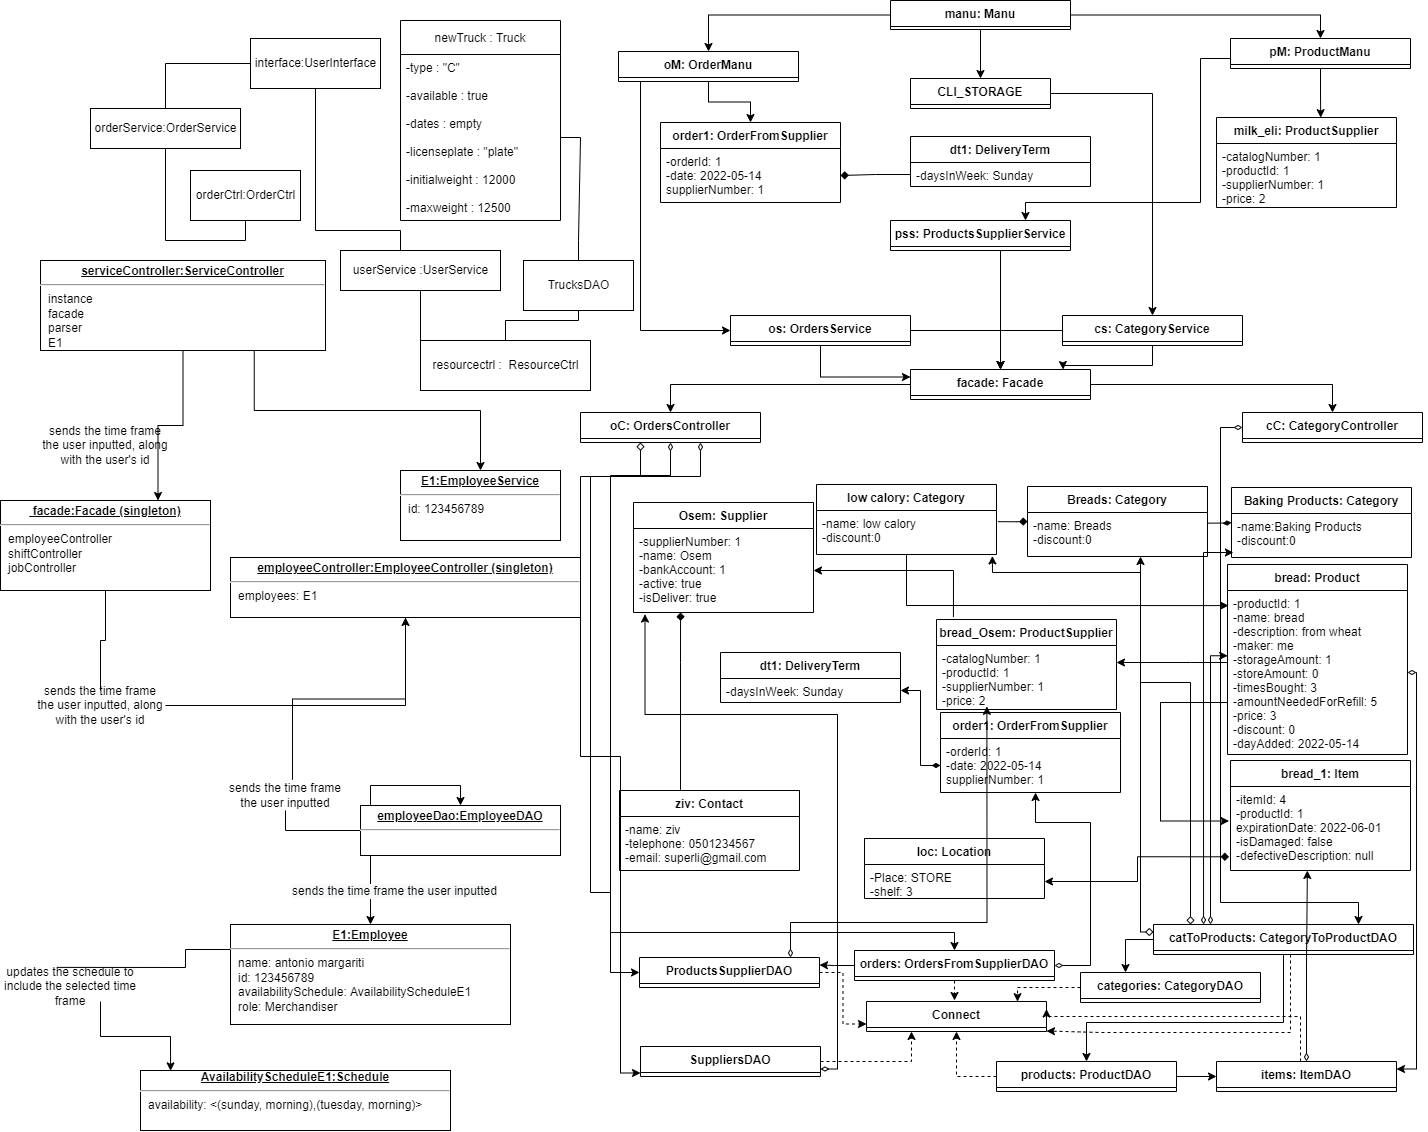 manu: Manu
interface:UserInterface
orderService:OrderService
orderCtrl:OrderCtrl
newTruck : Truck
-type : "C"
-available : true
-dates : empty
-licenseplate : "plate"
-initialweight : 12000
-maxweight : 12500
userService :UserService
TrucksDAO
resourcectrl :  ResourceCtrl
serviceController:ServiceController
instance
facade
parser
E1
sends the time frame
the user inputted, along
with the user's id
E1:EmployeeService
id: 123456789
facade:Facade (singleton)
employeeController
shiftController
jobController
employeeController:EmployeeController (singleton)
employees: E1
sends the time frame
the user inputted, along
with the user's id
sends the time frame
the user inputted
employeeDao:EmployeeDAO
sends the time frame the user inputted
E1:Employee
name: antonio margariti
id: 123456789
availabilitySchedule: AvailabilityScheduleE1
role: Merchandiser
updates the schedule to
include the selected time
frame
AvailabilityScheduleE1:Schedule
availability: <(sunday, morning),(tuesday, morning)>
oM: OrderManu
CLI_STORAGE
pM: ProductManu
order1: OrderFromSupplier
-orderId: 1
-date: 2022-05-14
supplierNumber: 1
dt1: DeliveryTerm
-daysInWeek: Sunday
milk_eli: ProductSupplier
-catalogNumber: 1
-productId: 1
-supplierNumber: 1
-price: 2
pss: ProductsSupplierService
os: OrdersService
cs: CategoryService
facade: Facade
oC: OrdersController
cC: CategoryController
Osem: Supplier
-supplierNumber: 1
-name: Osem
-bankAccount: 1
-active: true
-isDeliver: true
low calory: Category
-name: low calory
-discount:0
Breads: Category
-name: Breads
-discount:0
Baking Products: Category
-name:Baking Products
-discount:0
bread: Product
-productId: 1
-name: bread
-description: from wheat
-maker: me
-storageAmount: 1
-storeAmount: 0
-timesBought: 3
-amountNeededForRefill: 5
-price: 3
-discount: 0
-dayAdded: 2022-05-14
bread_Osem: ProductSupplier
-catalogNumber: 1
-productId: 1
-supplierNumber: 1
-price: 2
dt1: DeliveryTerm
-daysInWeek: Sunday
order1: OrderFromSupplier
-orderId: 1
-date: 2022-05-14
supplierNumber: 1
ziv: Contact
-name: ziv
-telephone: 0501234567
-email: superli@gmail.com
loc: Location
-Place: STORE
-shelf: 3
bread_1: Item
-itemId: 4
-productId: 1
expirationDate: 2022-06-01
-isDamaged: false
-defectiveDescription: null
catToProducts: CategoryToProductDAO
ProductsSupplierDAO
orders: OrdersFromSupplierDAO
categories: CategoryDAO
Connect
SuppliersDAO
products: ProductDAO
items: ItemDAO